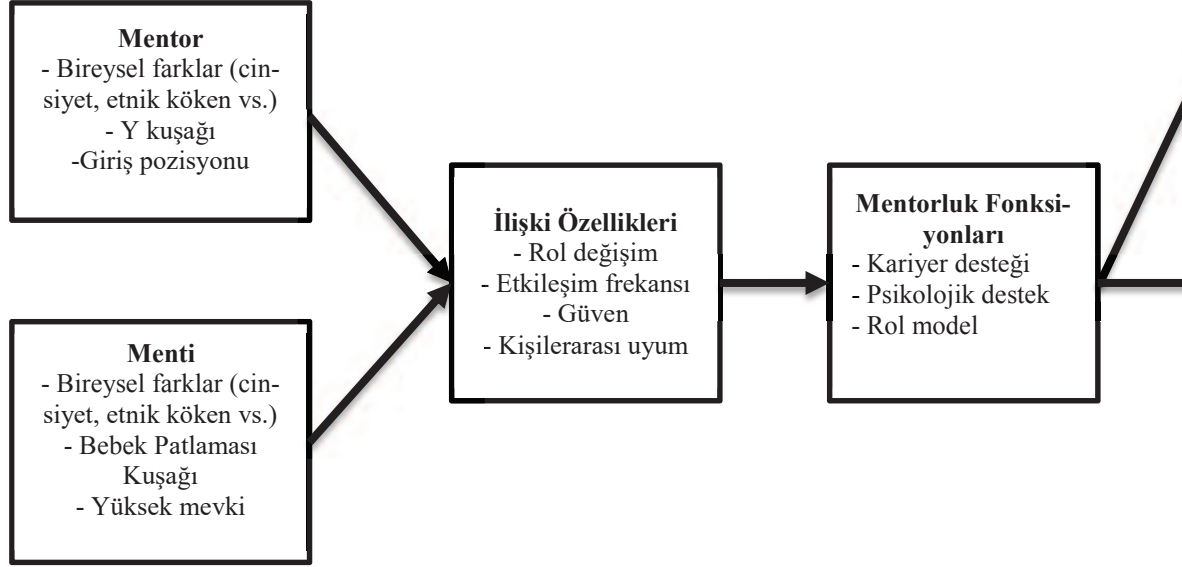 Mentor
- Bireysel farklar (cin-
siyet, etnik köken vs.)
- Y kuşağı
-Giriş pozisyonu
Menti
- Bireysel farklar (cin-
siyet, etnik köken vs.)
- Bebek Patlaması
Kuşağı
- Yüksek mevki
İlişki Özellikleri
- Rol değişim
- Etkileşim frekansı
- Güven
- Kişilerarası uyum
Mentorluk Fonksi-
yonları
- Kariyer desteği
- Psikolojik destek
- Rol model